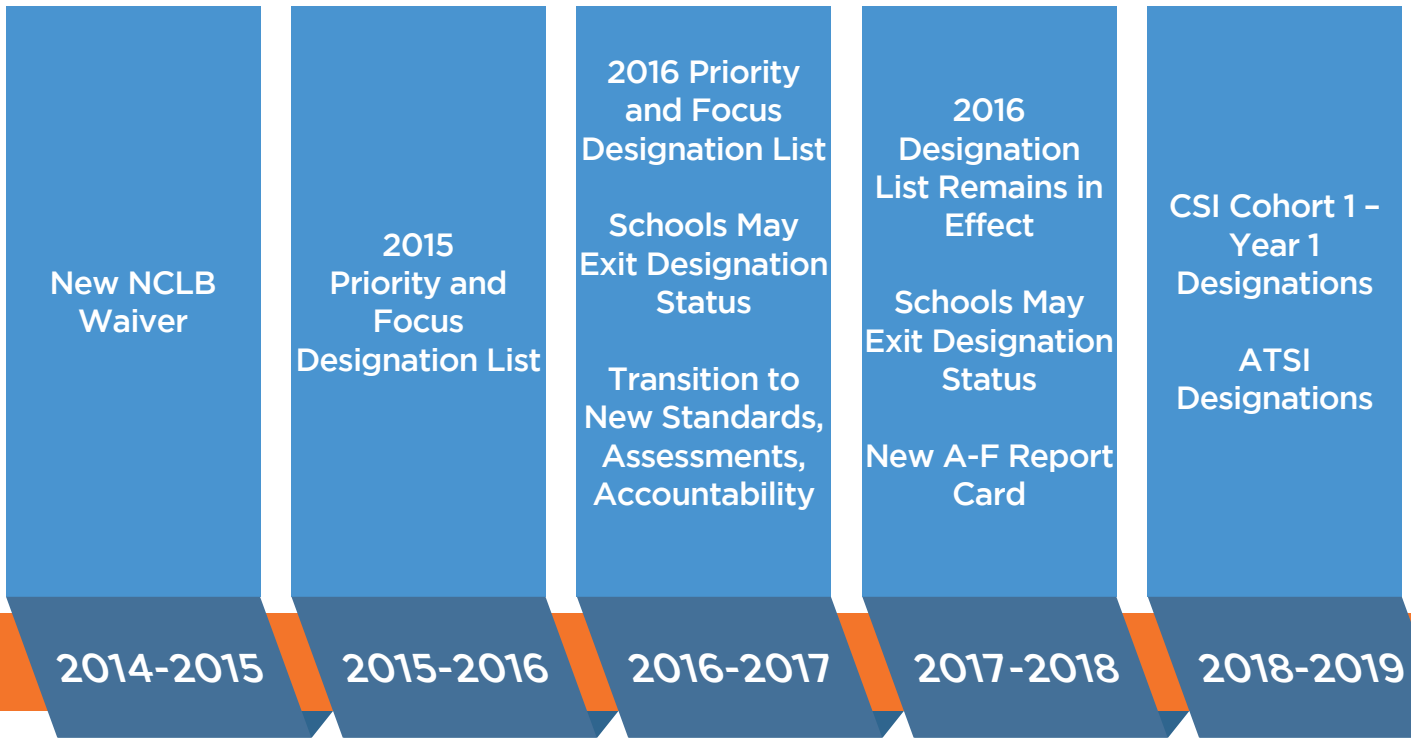 New NCLB
Waiver
2015
Priority and
Focus
Designation List
2016 Priority
and Focus
Designation List
Schools May
Exit Designation
Status
Transition to
New Standards,
Assessments,
Accountability
2016
Designation
List Remains in
Effect
Schools May
Exit Designation
Status
New A-F Report
Card
CSI Cohort 1 –
Year 1
Designations
ATSI
Designations
2014-2015
2015-2016
2016-2017
2017-2018
2018-2019